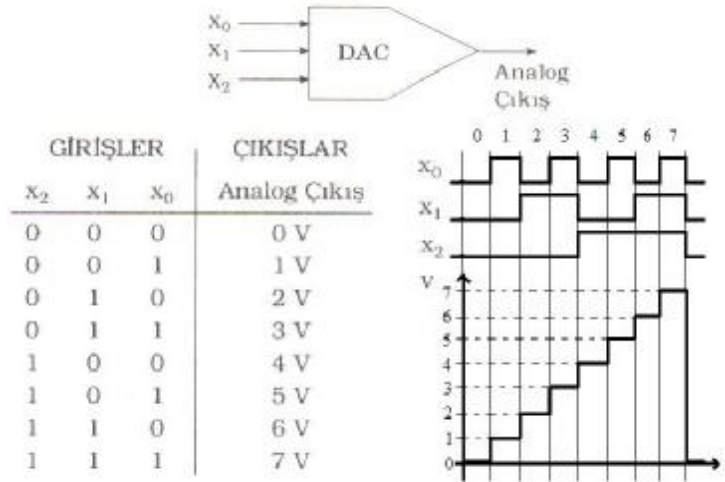 X₀
X₁
X₂
DAC
Analog
Çıkış
GİRİŞLER ÇIKIŞLAR
X₂ X₁ X₀ Analog Çıkış
0 0 0 0 V
0 0 1 1 V
0 1 0 2 V
0 1 1 3 V
1 0 0 4 V
1 0 1 5 V
1 1 0 6 V
1 1 1 7 V
0 1 2 3 4 5 6 7
X₀
X₁
X₂
V
7
6
5
4
3
2
1
0